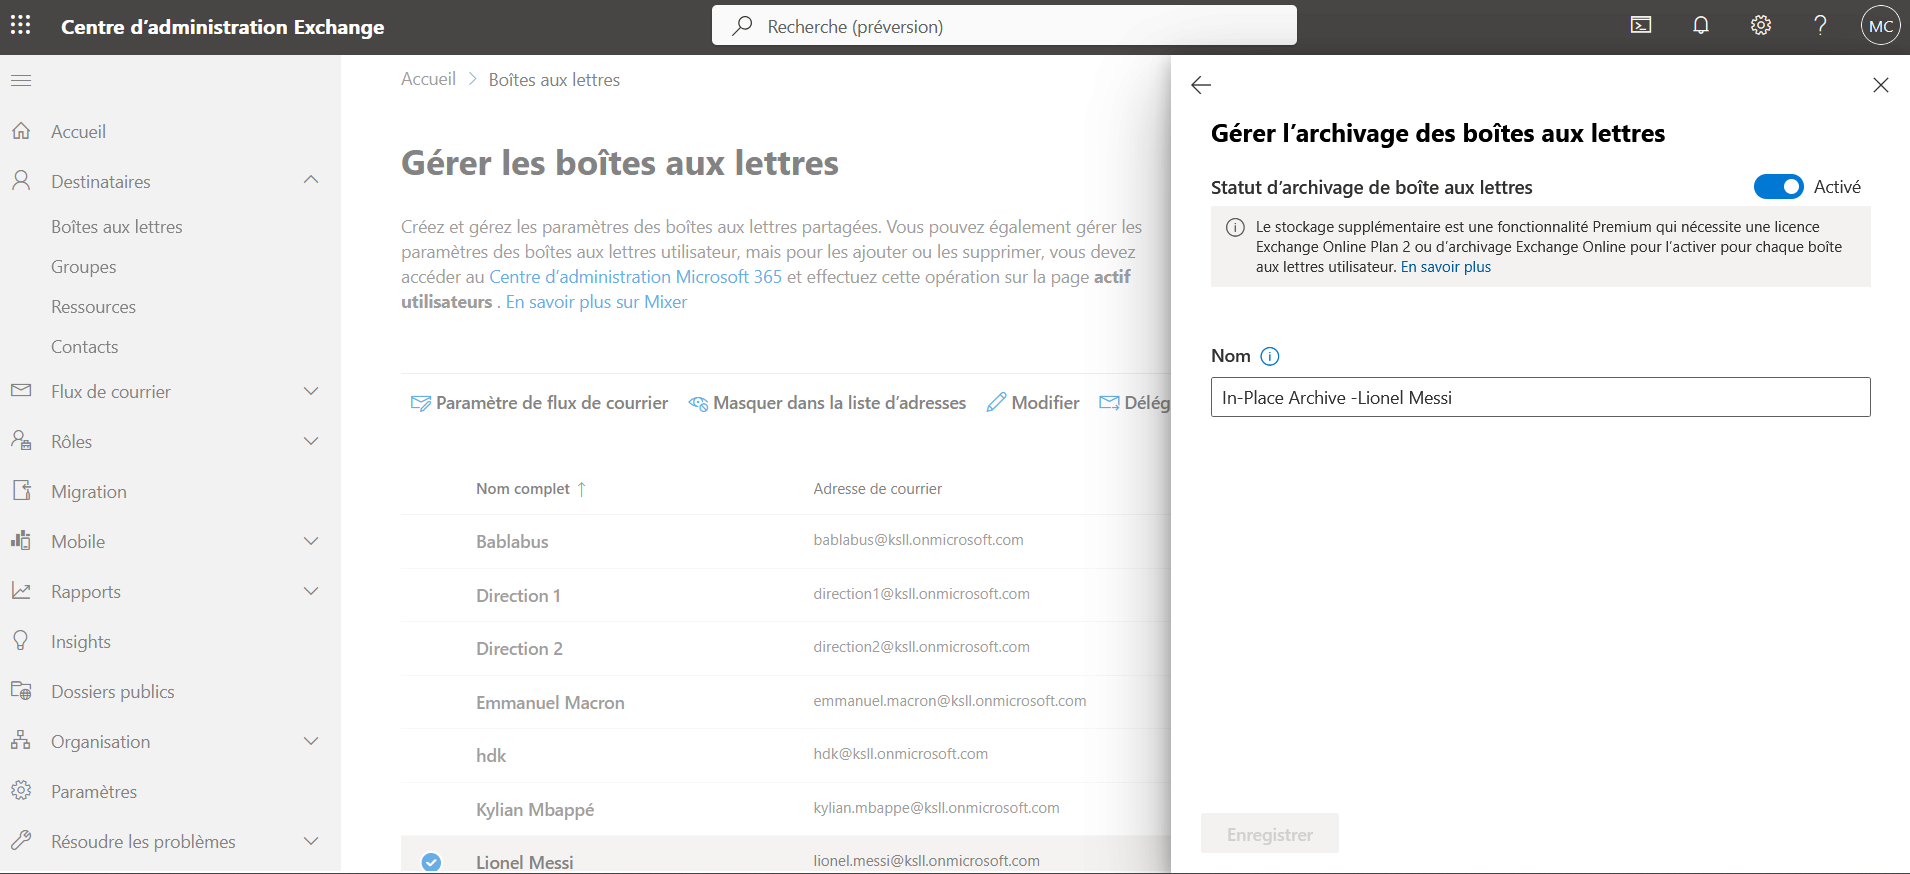 Centre d’administration Exchange
Recherche (préversion)
MC
Accueil
Destinataires
Boîtes aux lettres
Groupes
Ressources
Contacts
Flux de courrier
Rôles
Migration
Mobile
Rapports
Insights
Dossiers publics
Organisation
Paramètres
Résoudre les problèmes
Accueil > Boîtes aux lettres
Gérer les boîtes aux lettres
Créez et gérez les paramètres des boîtes aux lettres partagées. Vous pouvez également gérer les
paramètres des boîtes aux lettres utilisateur, mais pour les ajouter ou les supprimer, vous devez
accéder au Centre d’administration Microsoft 365 et effectuez cette opération sur la page actif
utilisateurs . En savoir plus sur Mixer
Paramètre de flux de courrier Masquer dans la liste d’adresses Modifier Délég
Nom complet ↑ Adresse de courrier
Bablabus bablabus@ksll.onmicrosoft.com
Direction 1 direction1@ksll.onmicrosoft.com
Direction 2 direction2@ksll.onmicrosoft.com
Emmanuel Macron emmanuel.macron@ksll.onmicrosoft.com
hdk hdk@ksll.onmicrosoft.com
Kylian Mbappé kylian.mbappe@ksll.onmicrosoft.com
Lionel Messi lionel.messi@ksll.onmicrosoft.com
Gérer l’archivage des boîtes aux lettres
Statut d’archivage de boîte aux lettres Activé
Le stockage supplémentaire est une fonctionnalité Premium qui nécessite une licence
Exchange Online Plan 2 ou d’archivage Exchange Online pour l’activer pour chaque boîte
aux lettres utilisateur. En savoir plus
Nom
In-Place Archive -Lionel Messi
Enregistrer